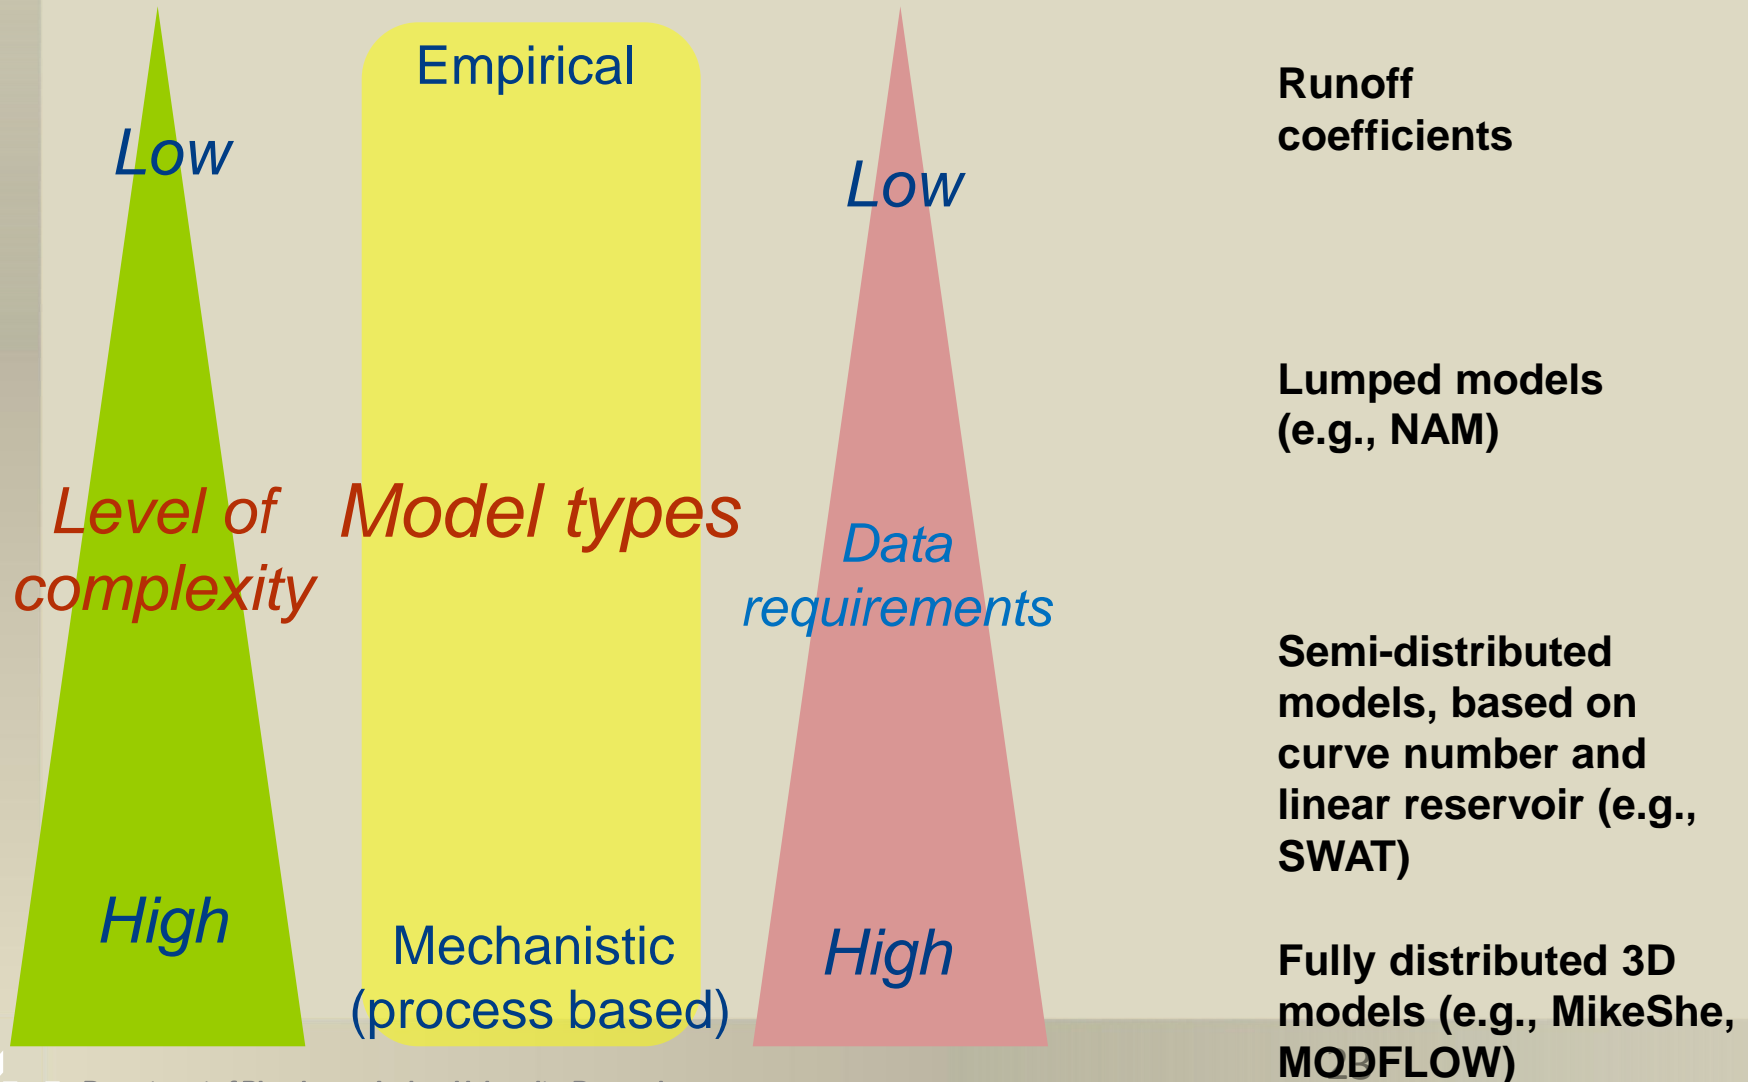 Empirical
Low
Low
Level of
complexity
Model types
Data
requirements
High
Mechanistic
(process based)
High
Runoff
coefficients
Lumped models
(e.g., NAM)
Semi-distributed
models, based on
curve number and
linear reservoir (e.g.,
SWAT)
Fully distributed 3D
models (e.g., MikeShe,
MODFLOW)